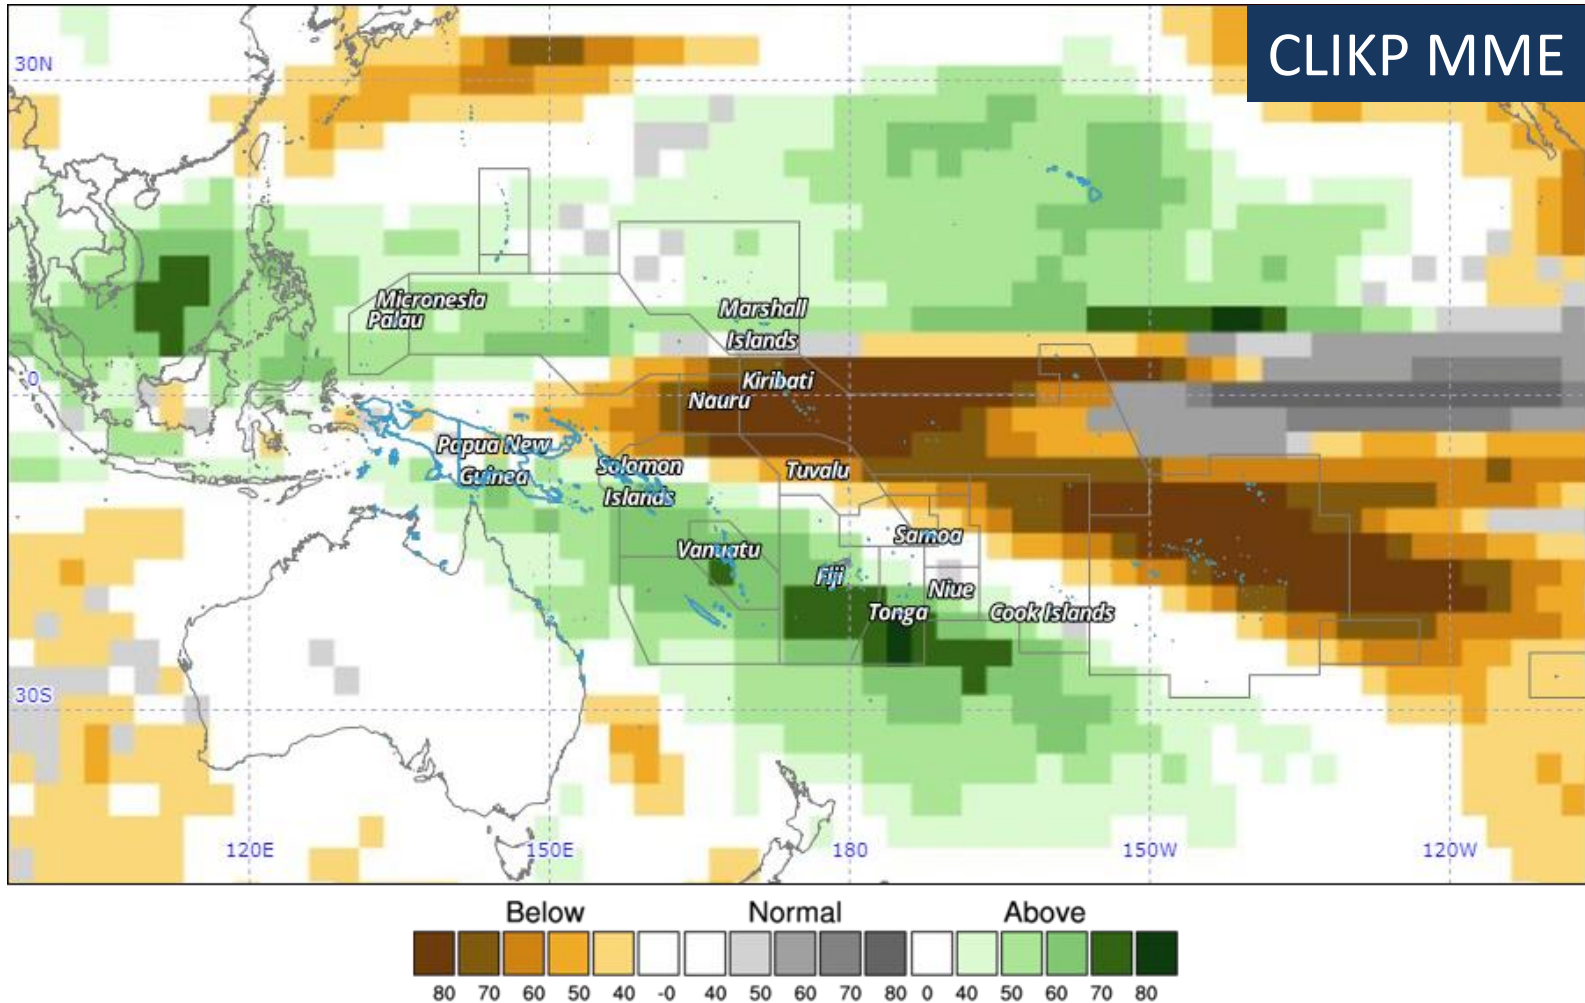 CLIKP MME
30N
Micronesia
Palau
Marshall
Islands
0
Kiribati
Nauru
Papua New
Guinea
Solomon
Islands
Tuvalu
Samoa
Vanuatu
Fiji
Niue
Tonga
Cook Islands
30S
120E
150E
180
150W
120W
Below Normal Above
80 70 60 50 40 -0 40 50 60 70 80 0 40 50 60 70 80